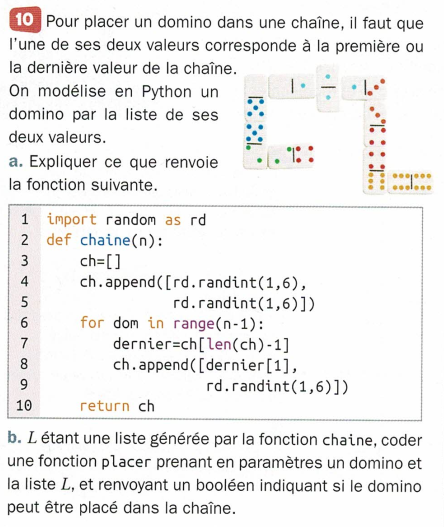 10 Pour placer un domino dans une chaîne, il faut que
l'une de ses deux valeurs corresponde à la première ou
la dernière valeur de la chaîne.
On modélise en Python un
domino par la liste de ses
deux valeurs.
a. Expliquer ce que renvoie
la fonction suivante.
1 import random as rd
2 def chaine(n):
3 ch=[]
4 ch.append([rd.randint(1,6),
5 rd.randint(1,6)])
6 for dom in range(n-1):
7 dernier=ch[len(ch)-1]
8 ch.append([dernier[1],
9 rd.randint(1,6)])
10 return ch
b. L étant une liste générée par la fonction chaine, coder
une fonction placer prenant en paramètres un domino et
la liste L, et renvoyant un booléen indiquant si le domino
peut être placé dans la chaîne.